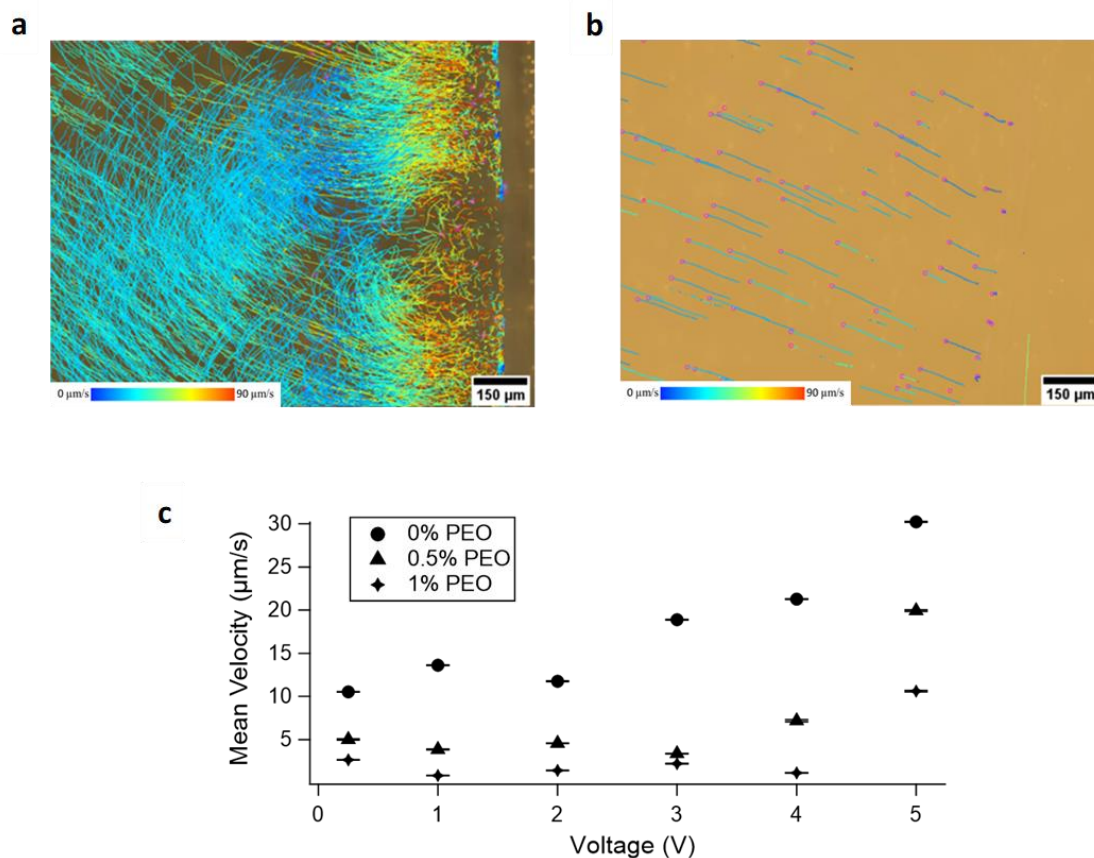 a
b
0 µm/s 90 µm/s
150 µm
0 µm/s 90 µm/s
150 µm
c
30
25
20
15
10
5
Mean Velocity (µm/s)
0% PEO
0.5% PEO
1% PEO
0 1 2 3 4 5
Voltage (V)